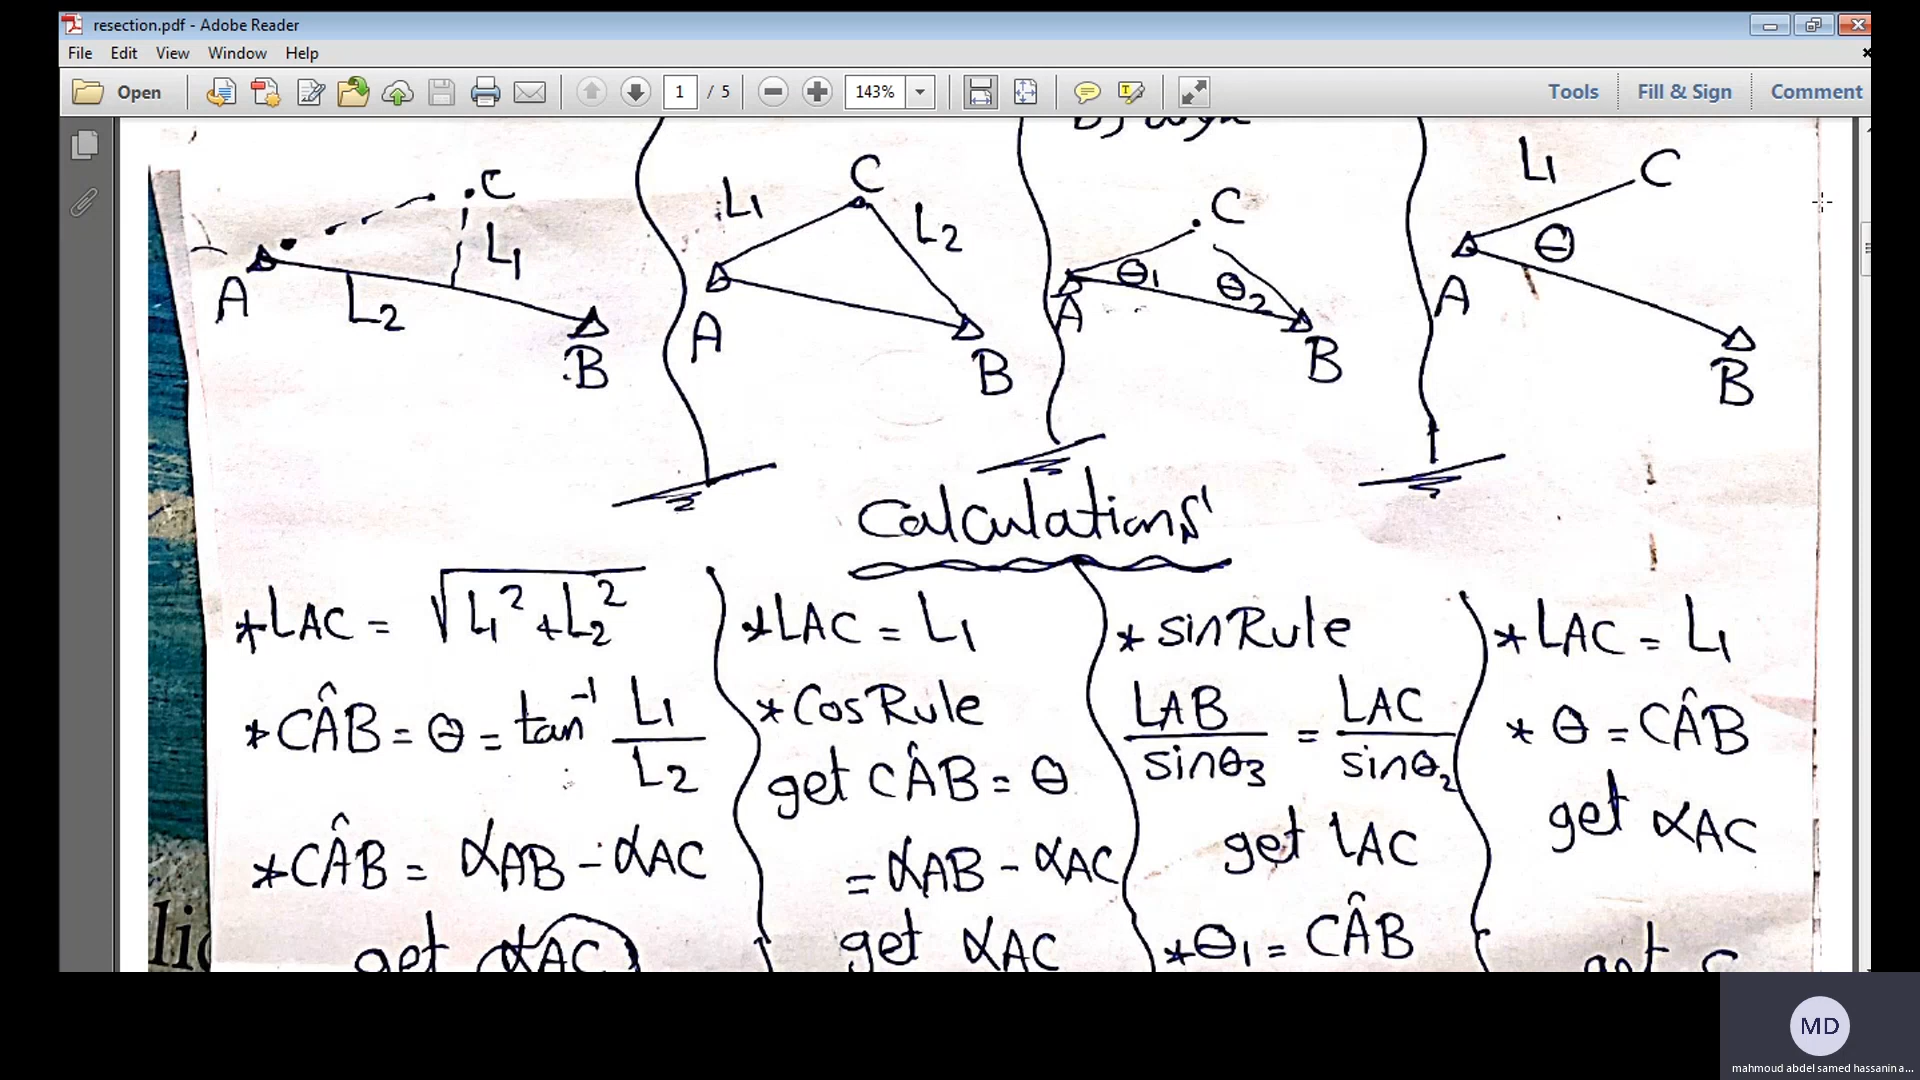 resection.pdf - Adobe Reader
File Edit View Window Help
Open 1 / 5 143% Tools Fill & Sign Comment
C L1 A L2 B
C L1 L2 A B
C θ1 θ2 A B
L1 C θ A B
Calculations
*LAC = √L1² + L2²
*CÂB = θ = tan⁻¹ L1/L2
*CÂB = αAB - αAC
get αAC
*LAC = L1
*Cos Rule
get CÂB = θ
= αAB - αAC
get αAC
*sin Rule
LAB/sinθ3 = LAC/sinθ2
get LAC
*θ1 = CÂB
*LAC = L1
*θ = CÂB
get αAC
MD
mahmoud abdel samed hassanin a...